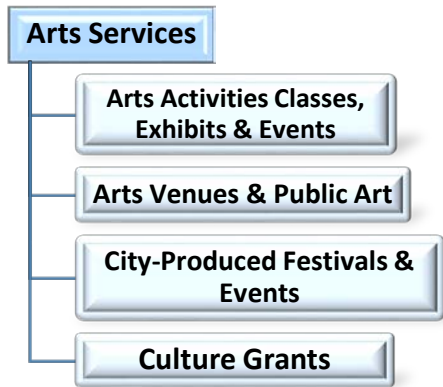 Arts Services
Arts Activities Classes,
Exhibits & Events
Arts Venues & Public Art
City-Produced Festivals &
Events
Culture Grants